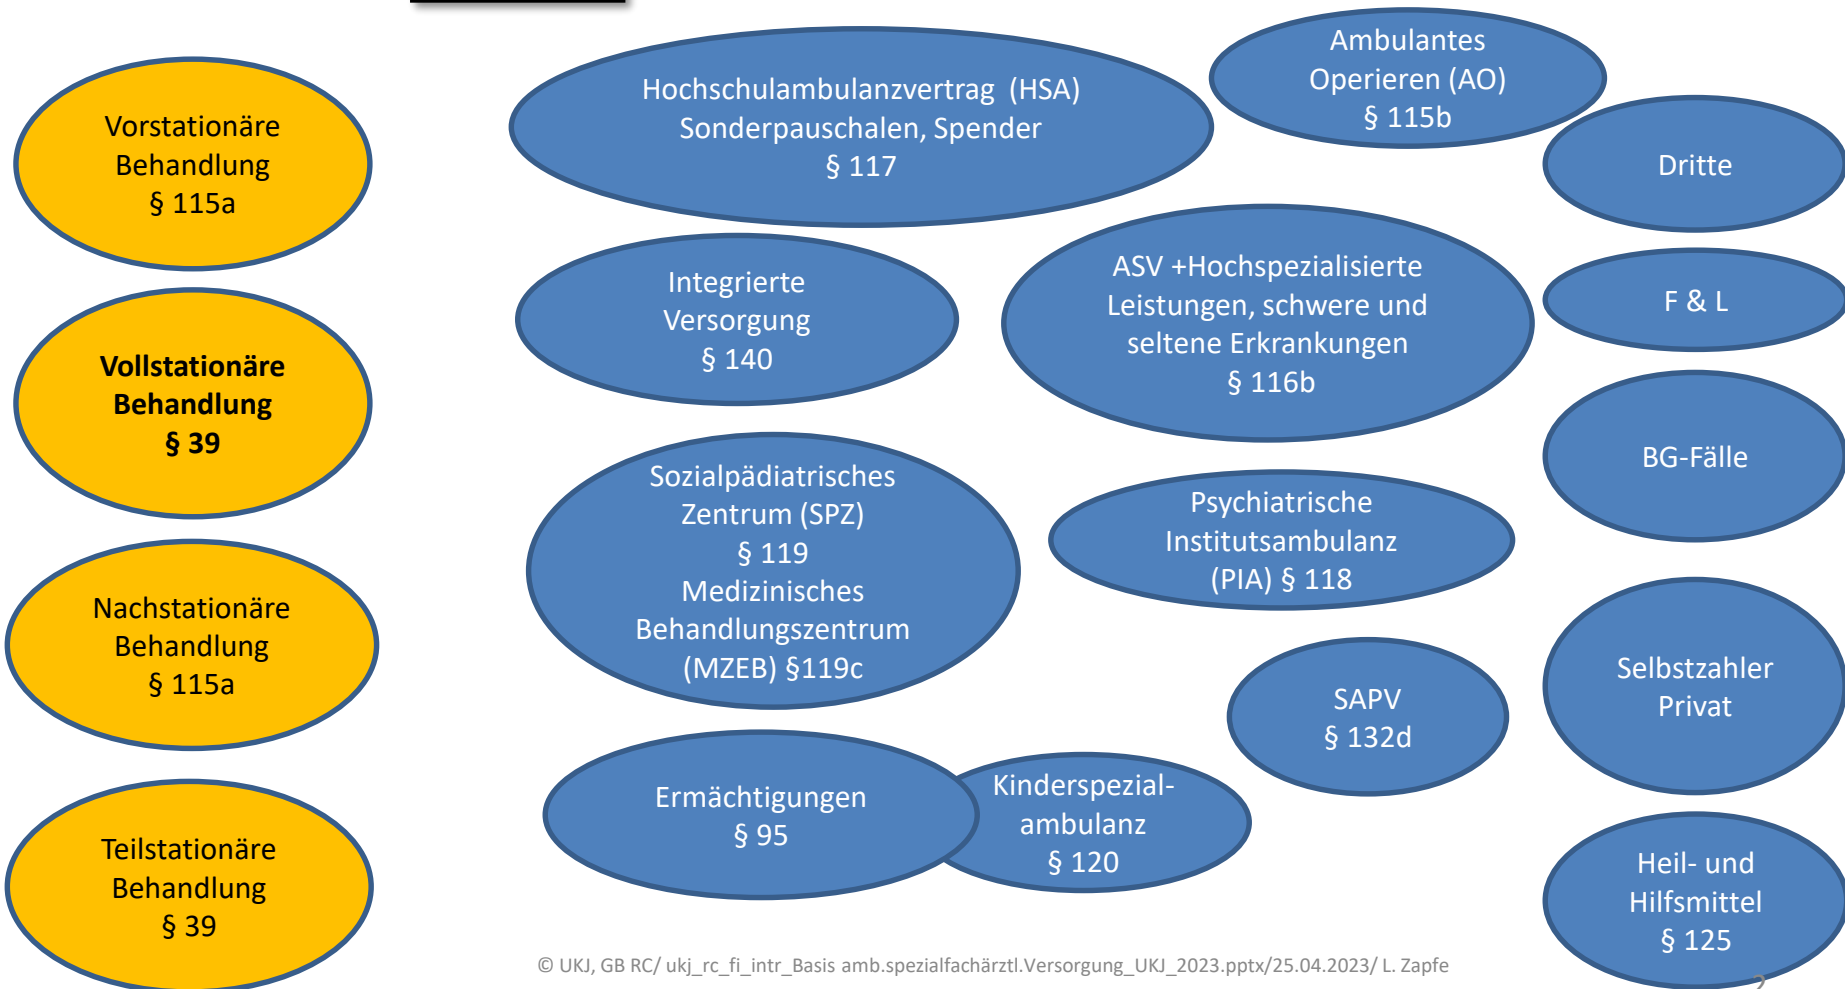 Vorstationäre
Behandlung
§ 115a
Vollstationäre
Behandlung
§ 39
Nachstationäre
Behandlung
§ 115a
Teilstationäre
Behandlung
§ 39
Hochschulambulanzvertrag (HSA)
Sonderpauschalen, Spender
§ 117
Ambulantes
Operieren (AO)
§ 115b
Dritte
Integrierte
Versorgung
§ 140
ASV +Hochspezialisierte
Leistungen, schwere und
seltene Erkrankungen
§ 116b
F & L
BG-Fälle
Sozialpädiatrisches
Zentrum (SPZ)
§ 119
Medizinisches
Behandlungszentrum
(MZEB) §119c
Psychiatrische
Institutsambulanz
(PIA) § 118
SAPV
§ 132d
Selbstzahler
Privat
Ermächtigungen
§ 95
Kinderspezial-
ambulanz
§ 120
Heil- und
Hilfsmittel
§ 125
© UKJ, GB RC/ ukj_rc_fi_intr_Basis amb.spezialfachärztl.Versorgung_UKJ_2023.pptx/25.04.2023/ L. Zapfe